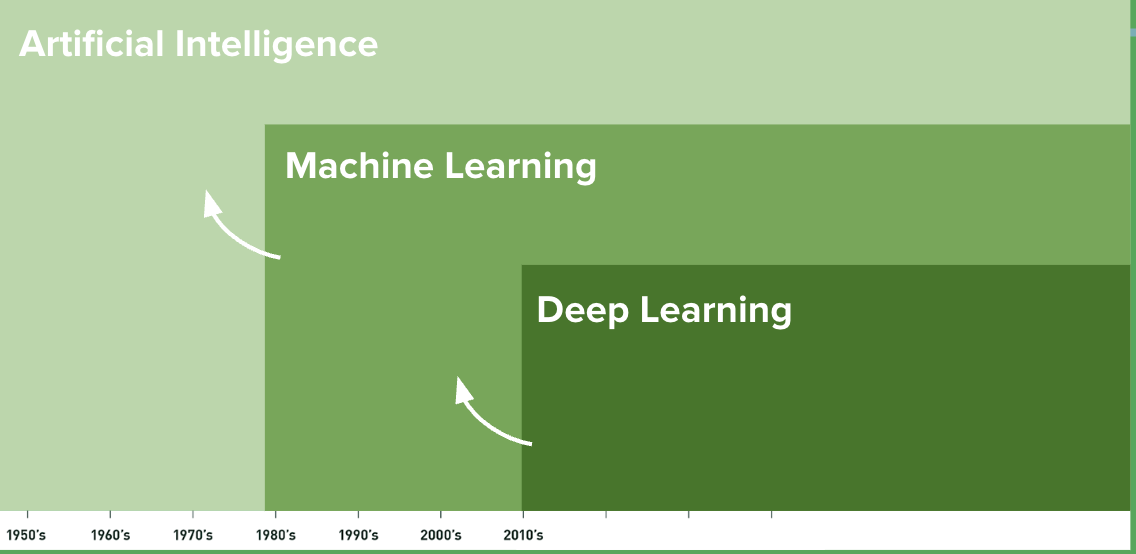 Artificial Intelligence
Machine Learning
Deep Learning
1950's 1960's 1970's 1980's 1990's 2000's 2010's